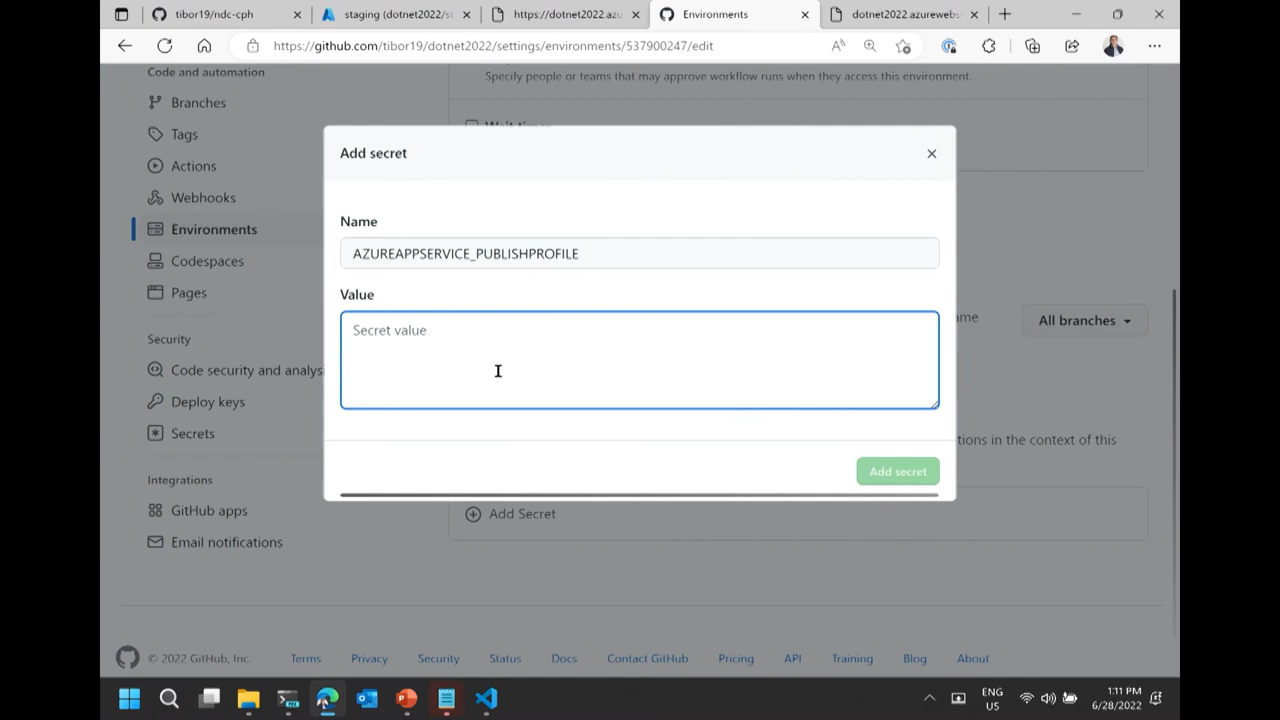 tibor19/ndc-cph
staging (dotnet2022/st
https://dotnet2022.azu
Environments
dotnet2022.azurewebs
https://github.com/tibor19/dotnet2022/settings/environments/537900247/edit
Code and automation
Specify people or teams that may approve workflow runs when they access this environment.
Branches
Wait timer
Tags
Add secret
Actions
Webhooks
Name
Environments
AZUREAPPSERVICE_PUBLISHPROFILE
Codespaces
Pages
Value
Secret value
All branches
Security
Code security and analys
Deploy keys
Secrets
tions in the context of this
Add secret
Integrations
GitHub apps
Add Secret
Email notifications
© 2022 GitHub, Inc.
Terms
Privacy
Security
Status
Docs
Contact GitHub
Pricing
API
Training
Blog
About
ENG
US
1:11 PM
6/28/2022